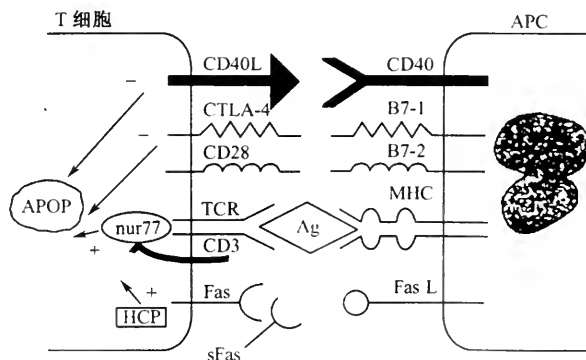 T 细胞
APC
CD40L
CD40
CTLA-4
B7-1
CD28
B7-2
TCR
MHC
APOP
nur77
Ag
CD3
Fas
Fas L
HCP
sFas
−
−
+
+